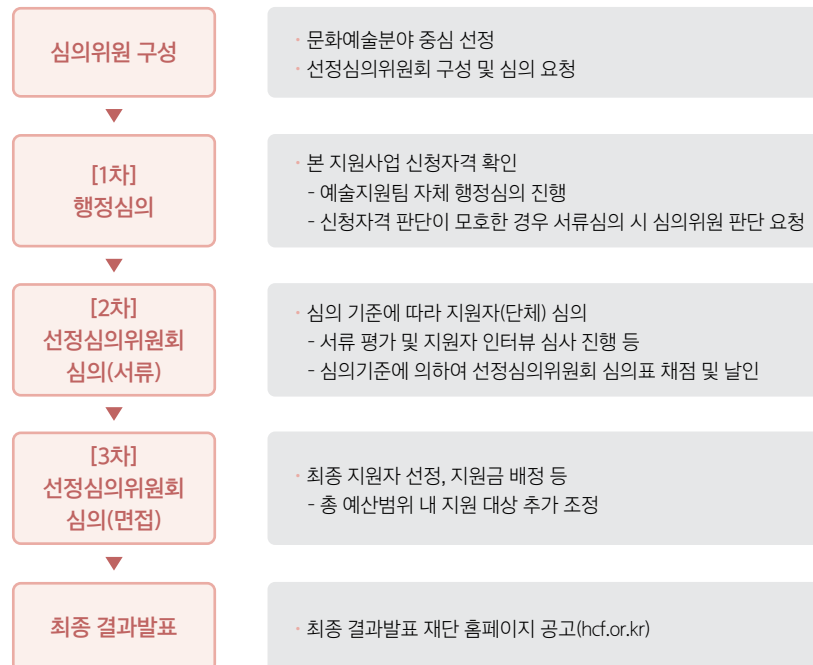 심의위원 구성
· 문화예술분야 중심 선정
· 선정심의위원회 구성 및 심의 요청
[1차]
행정심의
· 본 지원사업 신청자격 확인
- 예술지원팀 자체 행정심의 진행
- 신청자격 판단이 모호한 경우 서류심의 시 심의위원 판단 요청
[2차]
선정심의위원회
심의(서류)
· 심의 기준에 따라 지원자(단체) 심의
- 서류 평가 및 지원자 인터뷰 심사 진행 등
- 심의기준에 의하여 선정심의위원회 심의표 채점 및 날인
[3차]
선정심의위원회
심의(면접)
· 최종 지원자 선정, 지원금 배정 등
- 총 예산범위 내 지원 대상 추가 조정
최종 결과발표
· 최종 결과발표 재단 홈페이지 공고(hcf.or.kr)